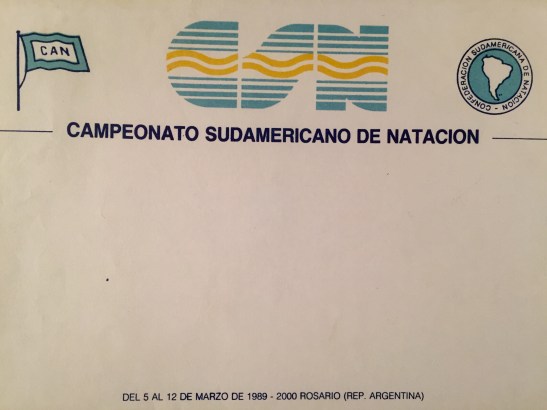 CAN
CSN
CONFEDERACION SUDAMERICANA DE NATACION -
CAMPEONATO SUDAMERICANO DE NATACION
DEL 5 AL 12 DE MARZO DE 1989 - 2000 ROSARIO (REP. ARGENTINA)